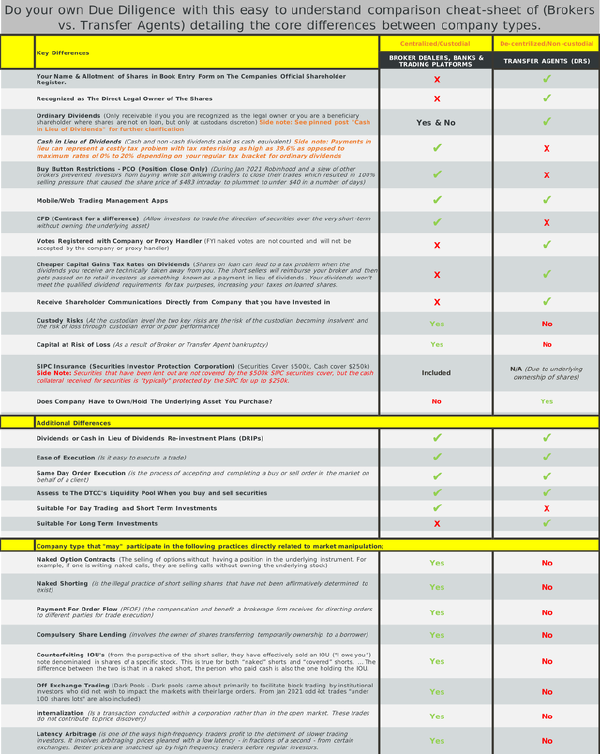 Do your own Due Diligence with this easy to understand comparison cheat-sheet of (Brokers
vs. Transfer Agents) detailing the core differences between company types.
Centralised/Custodial
De-centralized/Non-custodial
Key Differences
BROKER DEALERS, BANKS &
TRADING PLATFORMS
TRANSFER AGENTS (DRS)
Your Name & Allotment of Shares in Book Entry Form on The Companies Official Shareholder
Register.
X
✓
Recognized as The Direct Legal Owner of The Shares
X
✓
Ordinary Dividends (Only receivable if you are recognized as the legal owner or you are a beneficiary
shareholder where shares are not on loan, but only at custodians discretion) Side note: See pinned post "Cash
in Lieu of Dividends" for further clarification
Yes & No
✓
Cash in Lieu of Dividends (Cash and non-cash dividends paid as cash equivalent) Side note: Payments in
lieu can represent a costly tax problem with tax rates rising as high as 39.6% as opposed to
maximum rates of 0% to 20% depending on your regular tax bracket for ordinary dividends
✓
X
Buy Button Restrictions - PCO (Position Close Only) (During Jan 2021 Robinhood and a slew of other
brokers prevented investors from buying while still allowing traders to close their trades which resulted in 100%
selling pressure that caused the share price of $483 intraday to plummet to under $40 in a number of days)
✓
X
Mobile/Web Trading Management Apps
✓
✓
CFD (Contract for a difference) (Allow investors to trade the direction of securities over the very short-term
without owning the underlying asset)
✓
X
Votes Registered with Company or Proxy Handler (FYI naked votes are not counted and will not be
accepted by the company or proxy handler)
X
✓
Cheaper Capital Gains Tax Rates on Dividends (Shares on loan can lead to a tax problem when the
dividends you receive are technically taken away from you. The short sellers will reimburse your broker and then
gets passed on to retail investors as something known as a payment in lieu of dividends. Your dividends won't
meet the qualified dividend requirements for tax purposes, increasing your taxes on loaned shares.
X
✓
Receive Shareholder Communications Directly from Company that you have Invested in
X
✓
Custody Risks (At the custodian level the two key risks are the risk of the custodian becoming insolvent and
the risk of loss through custodian error or poor performance)
Yes
No
Capital at Risk of Loss (As a result of Broker or Transfer Agent bankruptcy)
Yes
No
SIPC Insurance (Securities Investor Protection Corporation) (Securities Cover $500k, Cash cover $250k)
Side Note: Securities that have been lent out are not covered by the $500k SIPC securities cover, but the cash
collateral received for securities is "typically" protected by the SIPC for up to $250k.
Included
N/A (Due to underlying
ownership of shares)
Does Company Have to Own/Hold The Underlying Asset You Purchase?
No
Yes
Additional Differences
Dividends or Cash in Lieu of Dividends Re-investment Plans (DRIPs)
✓
✓
Ease of Execution (Is it easy to execute a trade)
✓
✓
Same Day Order Execution (is the process of accepting and completing a buy or sell order in the market on
behalf of a client)
✓
✓
Assess to The DTCC's Liquidity Pool When you buy and sell securities
✓
✓
Suitable For Day Trading and Short Term Investments
✓
X
Suitable For Long Term Investments
X
✓
Company type that "may" participate in the following practices directly related to market manipulation:
Naked Option Contracts (The selling of options without having a position in the underlying instrument. For
example, if one is writing naked calls, they are selling calls without owning the underlying stock)
Yes
No
Naked Shorting (is the illegal practice of short selling shares that have not been affirmatively determined to
exist)
Yes
No
Payment For Order Flow (PFOF) (the compensation and benefit a brokerage firm receives for directing orders
to different parties for trade execution)
Yes
No
Compulsory Share Lending (involves the owner of shares transferring temporarily ownership to a borrower)
Yes
No
Counterfeiting IOU's (from the perspective of the short seller, they have effectively sold an IOU ("I owe you")
note denominated in shares of a specific stock. This is true for both "naked" shorts and "covered" shorts. ... The
difference between the two is that in a naked short, the person who paid cash is also the one holding the IOU.
Yes
No
Off Exchange Trading (Dark Pools - Dark pools came about primarily to facilitate block trading by institutional
investors who did not wish to impact the markets with their large orders. From Jan 2021 odd-lot trades "under
100 shares lots" are also included)
Yes
No
Internalization (Is a transaction conducted within a corporation rather than in the open market. These trades
do not contribute to price discovery)
Yes
No
Latency Arbitrage (Is one of the ways high-frequency traders profit to the detriment of slower trading
investors. It involves arbitraging prices gleaned with a low latency - in fractions of a second - from certain
exchanges. Better prices are snatched up by high frequency traders before regular investors.
Yes
No